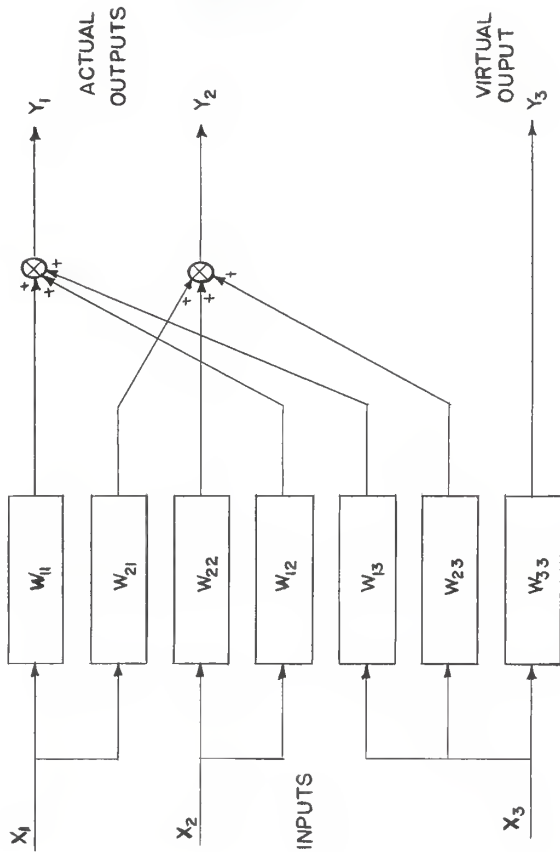 X₁
W₁₁
+
+
+
Y₁
ACTUAL
OUTPUTS
W₂₁
X₂
W₂₂
+
+
+
Y₂
W₁₂
INPUTS
W₁₃
W₂₃
X₃
W₃₃
Y₃
VIRTUAL
OUPUT